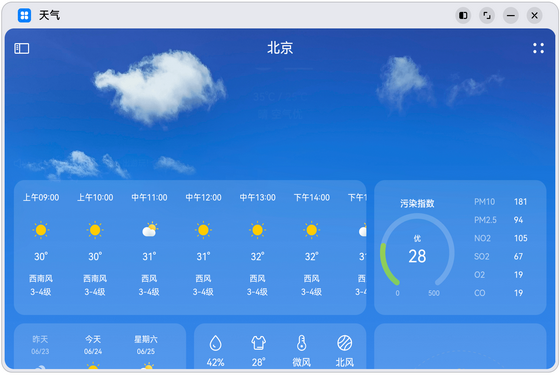 天气
北京
上午09:00 上午10:00 中午11:00 中午12:00 中午13:00 下午14:00 下午1
30° 30° 31° 31° 32° 32° 31
西南风 西南风 西风 西风 西风 西风 西
3-4级 3-4级 3-4级 3-4级 3-4级 3-4级 3-4
污染指数
优
28
0 500
PM10 181
PM2.5 94
NO2 105
SO2 67
O2 19
CO 19
昨天 今天 星期六
06/23 06/24 06/25
42% 28° 微风 北风